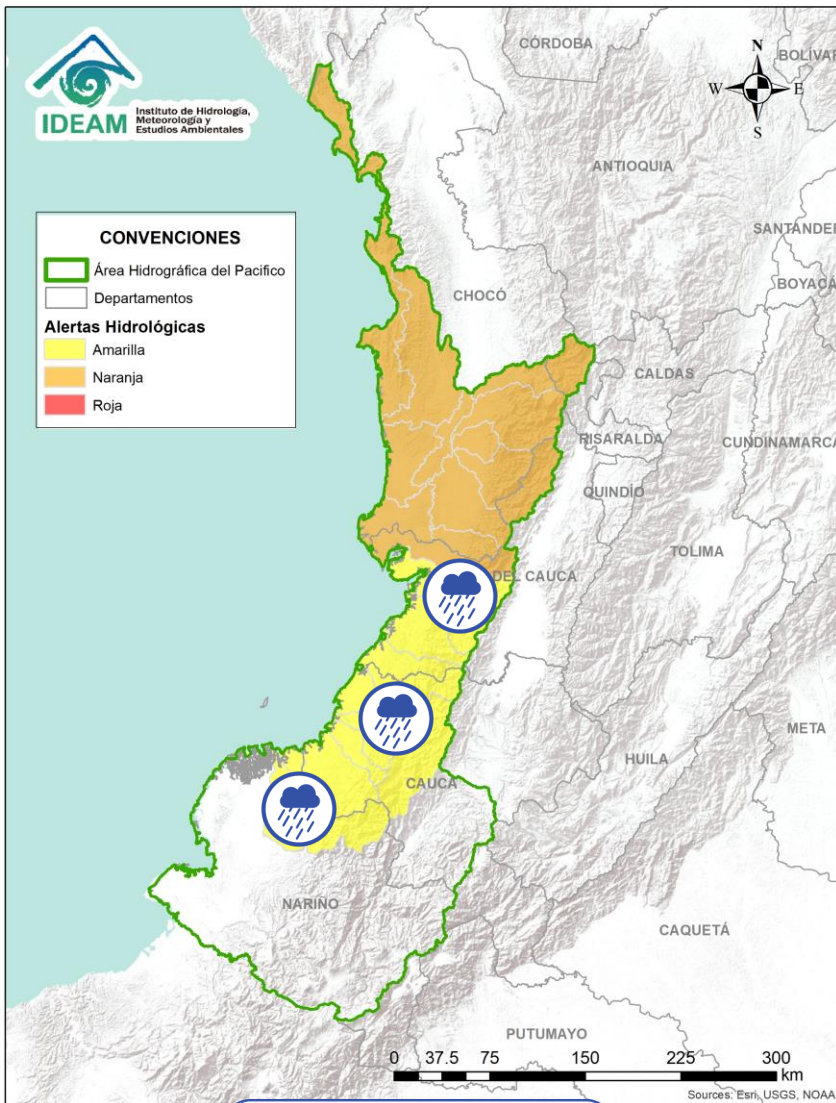 IDEAM
Instituto de Hidrología,
Meteorología y
Estudios Ambientales
N
W E
S
CÓRDOBA
BOLÍVAR
ANTIOQUIA
SANTANDER
BOYACÁ
CHOCÓ
CONVENCIONES
Área Hidrográfica del Pacifico
Departamentos
Alertas Hidrológicas
Amarilla
Naranja
Roja
CALDAS
RISARALDA
CUNDINAMARCA
QUINDÍO
TOLIMA
DEL CAUCA
META
HUILA
CAUCA
NARIÑO
CAQUETÁ
PUTUMAYO
0 37.5 75 150 225 300
km
Sources: Esri, USGS, NOAA